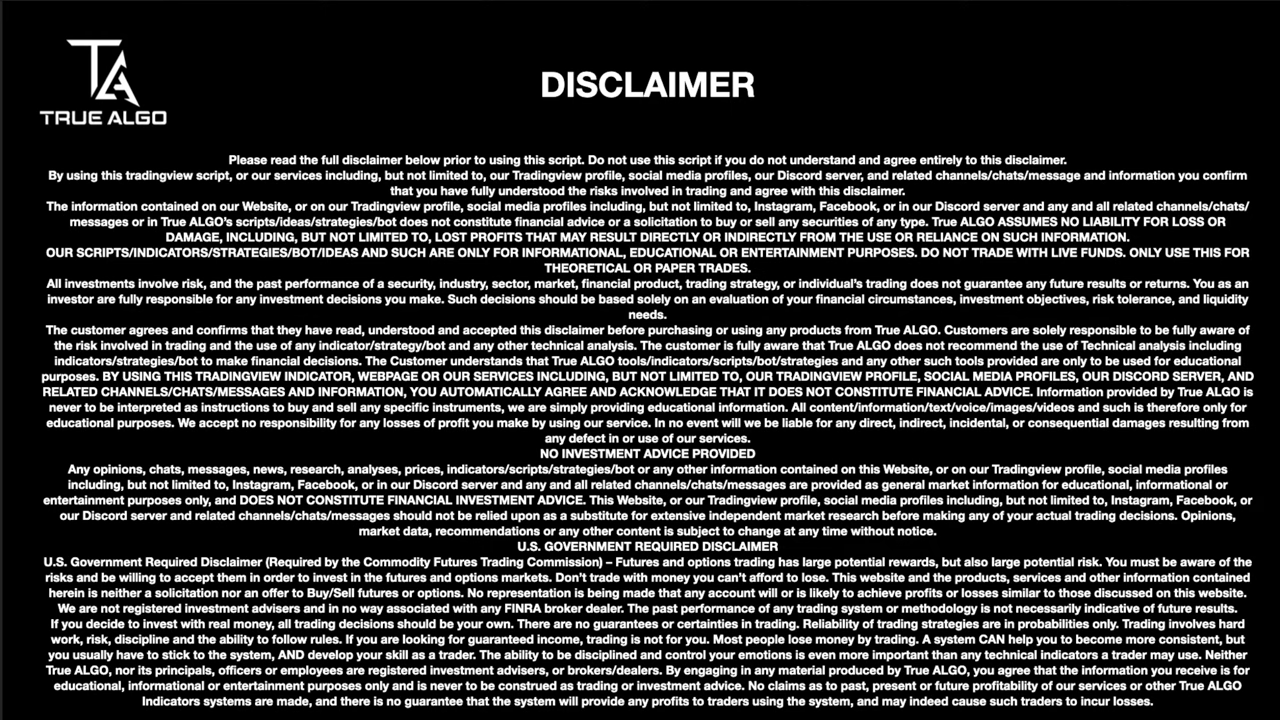 TRUE ALGO
DISCLAIMER
Please read the full disclaimer below prior to using this script. Do not use this script if you do not understand and agree entirely to this disclaimer.
By using this tradingview script, or our services including, but not limited to, our Tradingview profile, social media profiles, our Discord server, and related channels/chats/message and information you confirm
that you have fully understood the risks involved in trading and agree with this disclaimer.
The information contained on our Website, or on our Tradingview profile, social media profiles including, but not limited to, Instagram, Facebook, or in our Discord server and any and all related channels/chats/
messages or in True ALGO's scripts/ideas/strategies/bot does not constitute financial advice or a solicitation to buy or sell any securities of any type. True ALGO ASSUMES NO LIABILITY FOR LOSS OR
DAMAGE, INCLUDING, BUT NOT LIMITED TO, LOST PROFITS THAT MAY RESULT DIRECTLY OR INDIRECTLY FROM THE USE OR RELIANCE ON SUCH INFORMATION.
OUR SCRIPTS/INDICATORS/STRATEGIES/BOT/IDEAS AND SUCH ARE ONLY FOR INFORMATIONAL, EDUCATIONAL OR ENTERTAINMENT PURPOSES. DO NOT TRADE WITH LIVE FUNDS. ONLY USE THIS FOR
THEORETICAL OR PAPER TRADES.
All investments involve risk, and the past performance of a security, industry, sector, market, financial product, trading strategy, or individual's trading does not guarantee any future results or returns. You as an
investor are fully responsible for any investment decisions you make. Such decisions should be based solely on an evaluation of your financial circumstances, investment objectives, risk tolerance, and liquidity
needs.
The customer agrees and confirms that they have read, understood and accepted this disclaimer before purchasing or using any products from True ALGO. Customers are solely responsible to be fully aware of
the risk involved in trading and the use of any indicator/strategy/bot and any other technical analysis. The customer is fully aware that True ALGO does not recommend the use of Technical analysis including
indicators/strategies/bot to make financial decisions. The Customer understands that True ALGO tools/indicators/scripts/bot/strategies and any other such tools provided are only to be used for educational
purposes. BY USING THIS TRADINGVIEW INDICATOR, WEBPAGE OR OUR SERVICES INCLUDING, BUT NOT LIMITED TO, OUR TRADINGVIEW PROFILE, SOCIAL MEDIA PROFILES, OUR DISCORD SERVER, AND
RELATED CHANNELS/CHATS/MESSAGES AND INFORMATION, YOU AUTOMATICALLY AGREE AND ACKNOWLEDGE THAT IT DOES NOT CONSTITUTE FINANCIAL ADVICE. Information provided by True ALGO is
never to be interpreted as instructions to buy and sell any specific instruments, we are simply providing educational information. All content/information/text/voice/images/videos and such is therefore only for
educational purposes. We accept no responsibility for any losses of profit you make by using our service. In no event will we be liable for any direct, indirect, incidental, or consequential damages resulting from
any defect in or use of our services.
NO INVESTMENT ADVICE PROVIDED
Any opinions, chats, messages, news, research, analyses, prices, indicators/scripts/strategies/bot or any other information contained on this Website, or on our Tradingview profile, social media profiles
including, but not limited to, Instagram, Facebook, or in our Discord server and any and all related channels/chats/messages are provided as general market information for educational, informational or
entertainment purposes only, and DOES NOT CONSTITUTE FINANCIAL INVESTMENT ADVICE. This Website, or our Tradingview profile, social media profiles including, but not limited to, Instagram, Facebook, or
our Discord server and related channels/chats/messages should not be relied upon as a substitute for extensive independent market research before making any of your actual trading decisions. Opinions,
market data, recommendations or any other content is subject to change at any time without notice.
U.S. GOVERNMENT REQUIRED DISCLAIMER
U.S. Government Required Disclaimer (Required by the Commodity Futures Trading Commission) – Futures and options trading has large potential rewards, but also large potential risk. You must be aware of the
risks and be willing to accept them in order to invest in the futures and options markets. Don't trade with money you can't afford to lose. This website and the products, services and other information contained
herein is neither a solicitation nor an offer to Buy/Sell futures or options. No representation is being made that any account will or is likely to achieve profits or losses similar to those discussed on this website.
We are not registered investment advisers and in no way associated with any FINRA broker dealer. The past performance of any trading system or methodology is not necessarily indicative of future results.
If you decide to invest with real money, all trading decisions should be your own. There are no guarantees or certainties in trading. Reliability of trading strategies are in probabilities only. Trading involves hard
work, risk, discipline and the ability to follow rules. If you are looking for guaranteed income, trading is not for you. Most people lose money by trading. A system CAN help you to become more consistent, but
you usually have to stick to the system, AND develop your skill as a trader. The ability to be disciplined and control your emotions is even more important than any technical indicators a trader may use. Neither
True ALGO, nor its principals, officers or employees are registered investment advisers, or brokers/dealers. By engaging in any material produced by True ALGO, you agree that the information you receive is for
educational, informational or entertainment purposes only and is never to be construed as trading or investment advice. No claims as to past, present or future profitability of our services or other True ALGO
Indicators systems are made, and there is no guarantee that the system will provide any profits to traders using the system, and may indeed cause such traders to incur losses.